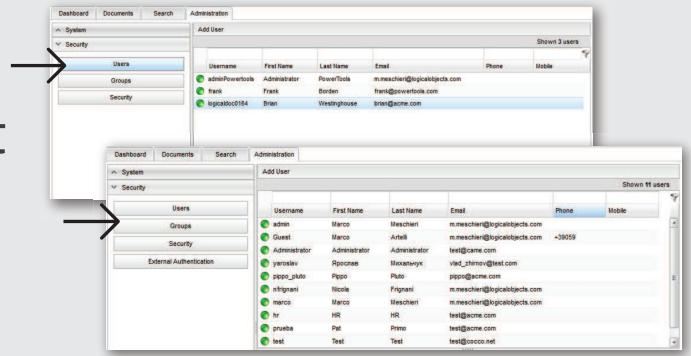 Dashboard Documents Search Administration
System
Security
Users
Groups
Security
Add User
Shown 3 users
Username First Name Last Name Email Phone Mobile
adminPowertools Administrator PowerTools m.meschieri@logicalobjects.com
frank Frank Borden frank@powertools.com
logicaldoc0164 Brian Westinghouse brian@acme.com
Dashboard Documents Search Administration
System
Security
Users
Groups
Security
External Authentication
Add User
Shown 11 users
Username First Name Last Name Email Phone Mobile
admin Marco Meschieri m.meschieri@logicalobjects.com
Guest Marco Artelli m.meschieri@logicalobjects.com +39059
Administrator Administrator Administrator test@came.com
yaroslav Ярослав Михальчук vlad_zhirnov@test.com
pippo_pluto Pippo Pluto pippo@acme.com
nfrignani Nicola Frignani m.meschieri@logicalobjects.com
marco Marco Meschieri m.meschieri@logicalobjects.com
hr HR HR test@acme.com
prueba Pat Primo test@acme.com
test Test Test test@cocco.net